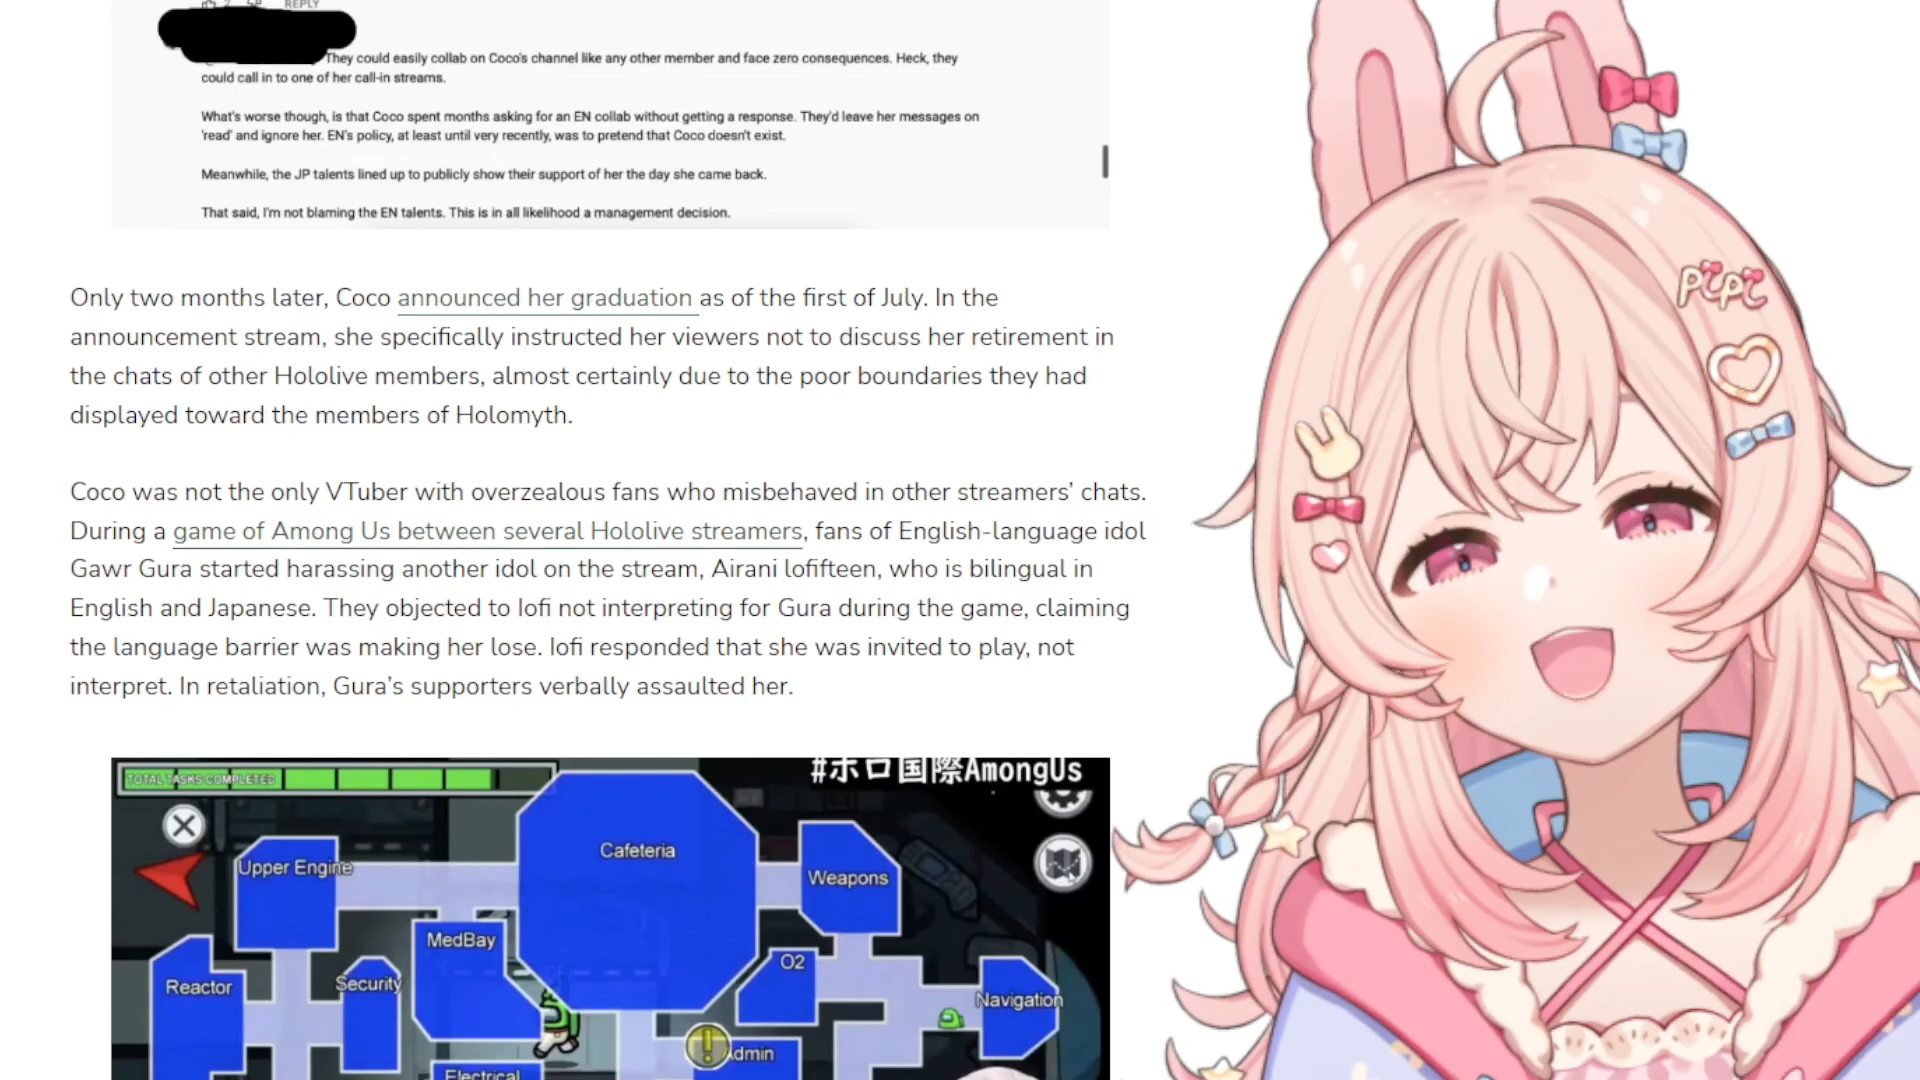 REPLY
They could easily collab on Coco's channel like any other member and face zero consequences. Heck, they
could call in to one of her call-in streams.
What's worse though, is that Coco spent months asking for an EN collab without getting a response. They'd leave her messages on
'read' and ignore her. EN's policy, at least until very recently, was to pretend that Coco doesn't exist.
Meanwhile, the JP talents lined up to publicly show their support of her the day she came back.
That said, I'm not blaming the EN talents. This is in all likelihood a management decision.
Only two months later, Coco announced her graduation as of the first of July. In the
announcement stream, she specifically instructed her viewers not to discuss her retirement in
the chats of other Hololive members, almost certainly due to the poor boundaries they had
displayed toward the members of Holomyth.
Coco was not the only VTuber with overzealous fans who misbehaved in other streamers’ chats.
During a game of Among Us between several Hololive streamers, fans of English-language idol
Gawr Gura started harassing another idol on the stream, Airani Iofifteen, who is bilingual in
English and Japanese. They objected to Iofi not interpreting for Gura during the game, claiming
the language barrier was making her lose. Iofi responded that she was invited to play, not
interpret. In retaliation, Gura’s supporters verbally assaulted her.
TOTAL TASKS COMPLETED
#ホロ国際AmongUs
Cafeteria
Upper Engine
Weapons
MedBay
O2
Reactor
Security
Navigation
Admin
Electrical
pipi